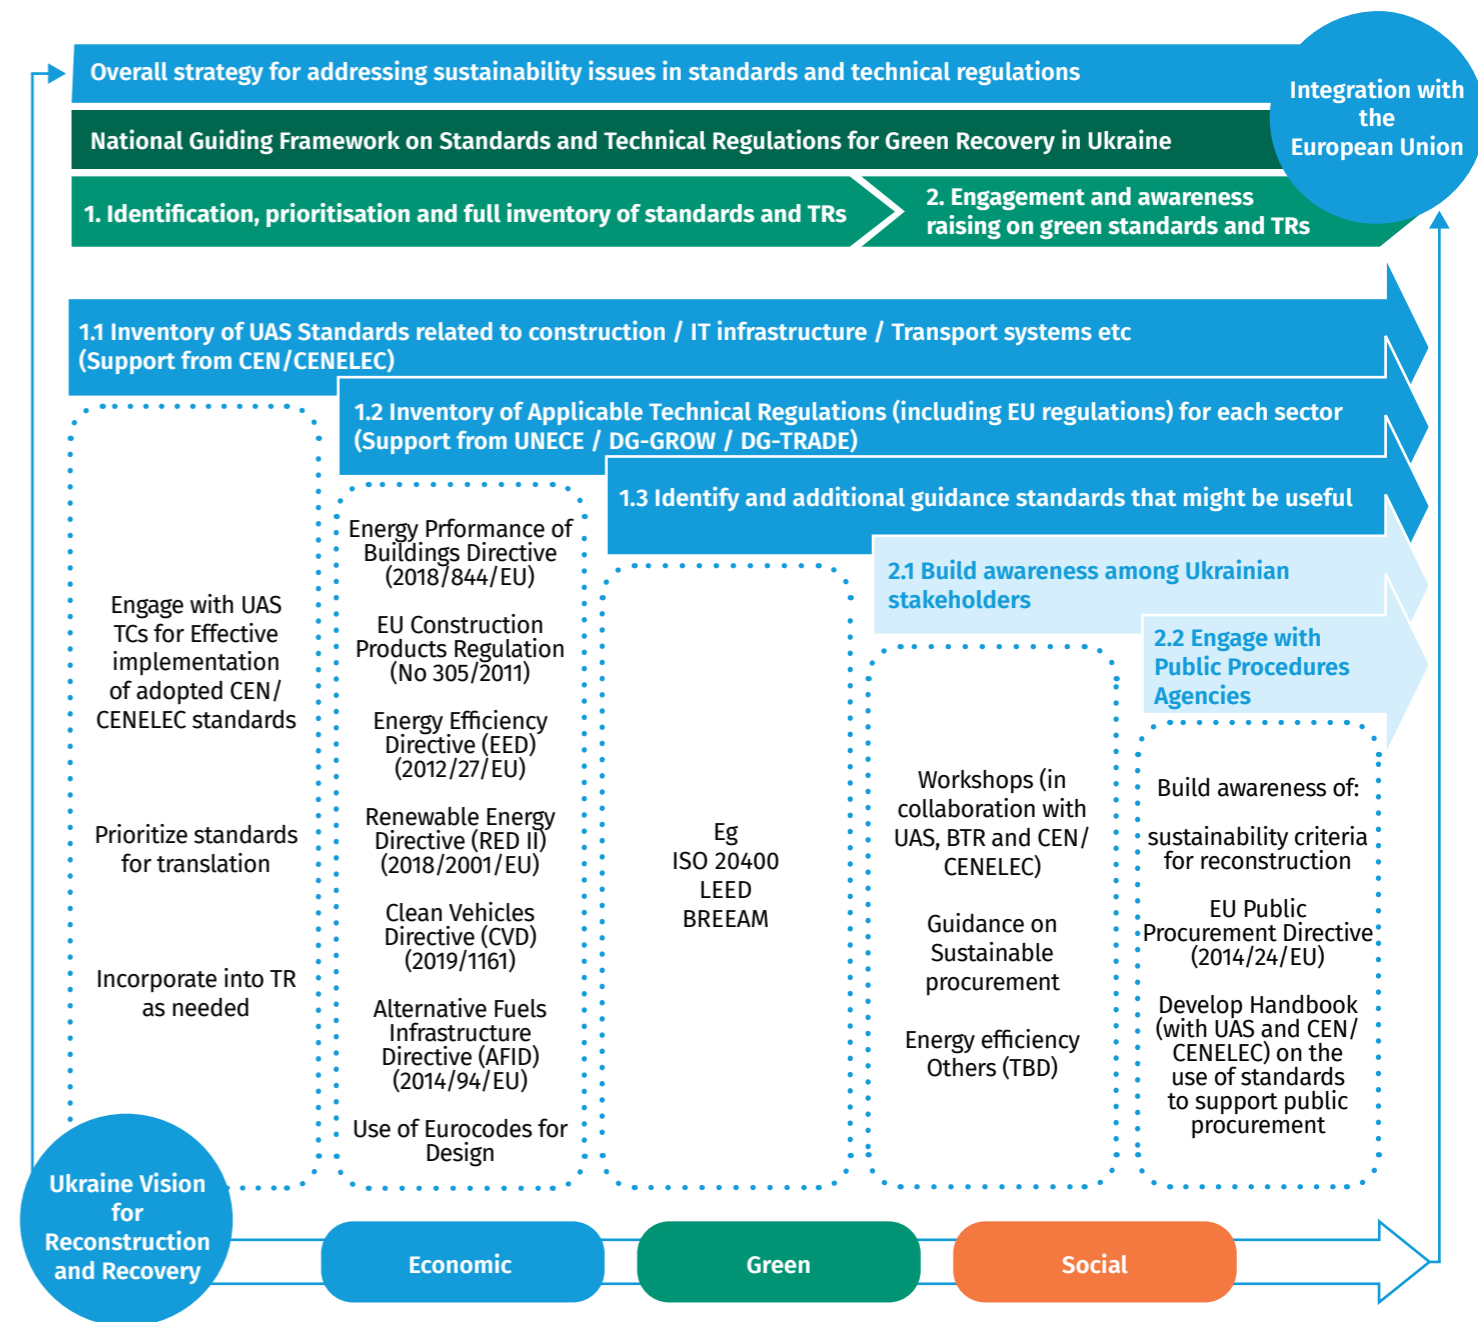 Overall strategy for addressing sustainability issues in standards and technical regulations
Integration with
the
European Union
National Guiding Framework on Standards and Technical Regulations for Green Recovery in Ukraine
1. Identification, prioritisation and full inventory of standards and TRs
2. Engagement and awareness
raising on green standards and TRs
1.1 Inventory of UAS Standards related to construction / IT infrastructure / Transport systems etc
(Support from CEN/CENELEC)
1.2 Inventory of Applicable Technical Regulations (including EU regulations) for each sector
(Support from UNECE / DG-GROW / DG-TRADE)
1.3 Identify and additional guidance standards that might be useful
2.1 Build awareness among Ukrainian
stakeholders
2.2 Engage with
Public Procedures
Agencies
Engage with UAS
TCs for Effective
implementation
of adopted CEN/
CENELEC standards
Prioritize standards
for translation
Incorporate into TR
as needed
Energy Prformance of
Buildings Directive
(2018/844/EU)
EU Construction
Products Regulation
(No 305/2011)
Energy Efficiency
Directive (EED)
(2012/27/EU)
Renewable Energy
Directive (RED II)
(2018/2001/EU)
Clean Vehicles
Directive (CVD)
(2019/1161)
Alternative Fuels
Infrastructure
Directive (AFID)
(2014/94/EU)
Use of Eurocodes for
Design
Eg
ISO 20400
LEED
BREEAM
Workshops (in
collaboration with
UAS, BTR and CEN/
CENELEC)
Guidance on
Sustainable
procurement
Energy efficiency
Others (TBD)
Build awareness of:
sustainability criteria
for reconstruction
EU Public
Procurement Directive
(2014/24/EU)
Develop Handbook
(with UAS and CEN/
CENELEC) on the
use of standards
to support public
procurement
Ukraine Vision
for
Reconstruction
and Recovery
Economic
Green
Social